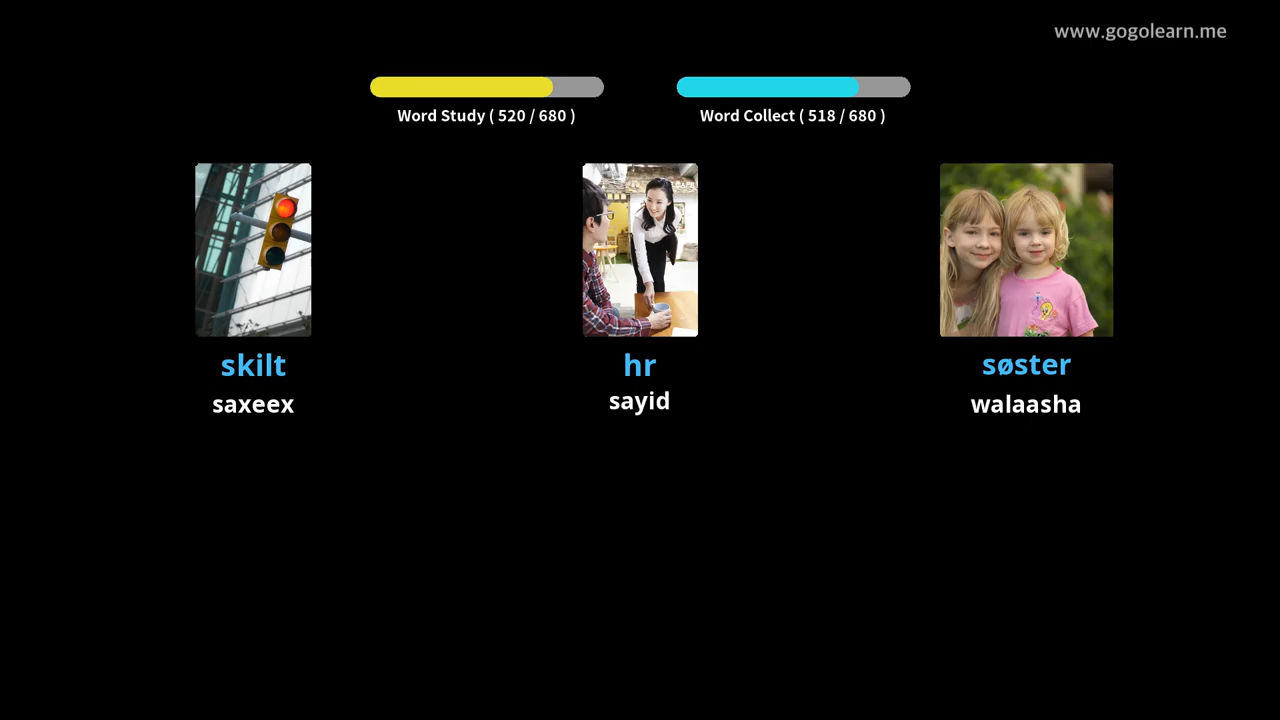 www.gogolearn.me
Word Study ( 520 / 680 )
Word Collect ( 518 / 680 )
skilt
saxeex
hr
sayid
søster
walaasha